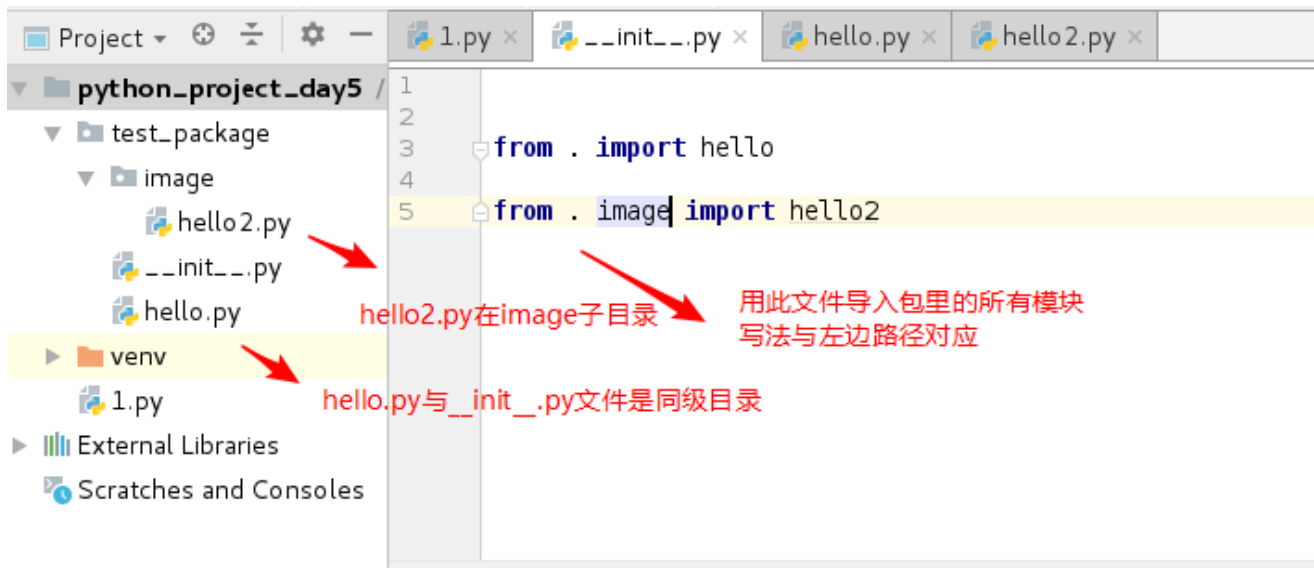 Project
1.py
__init__.py
hello.py
hello2.py
python_project_day5 /
test_package
image
hello2.py
__init__.py
hello.py
venv
1.py
External Libraries
Scratches and Consoles
1
2
3 from . import hello
4
5 from . image import hello2
hello2.py在image子目录
用此文件导入包里的所有模块
写法与左边路径对应
hello.py与__init__.py文件是同级目录